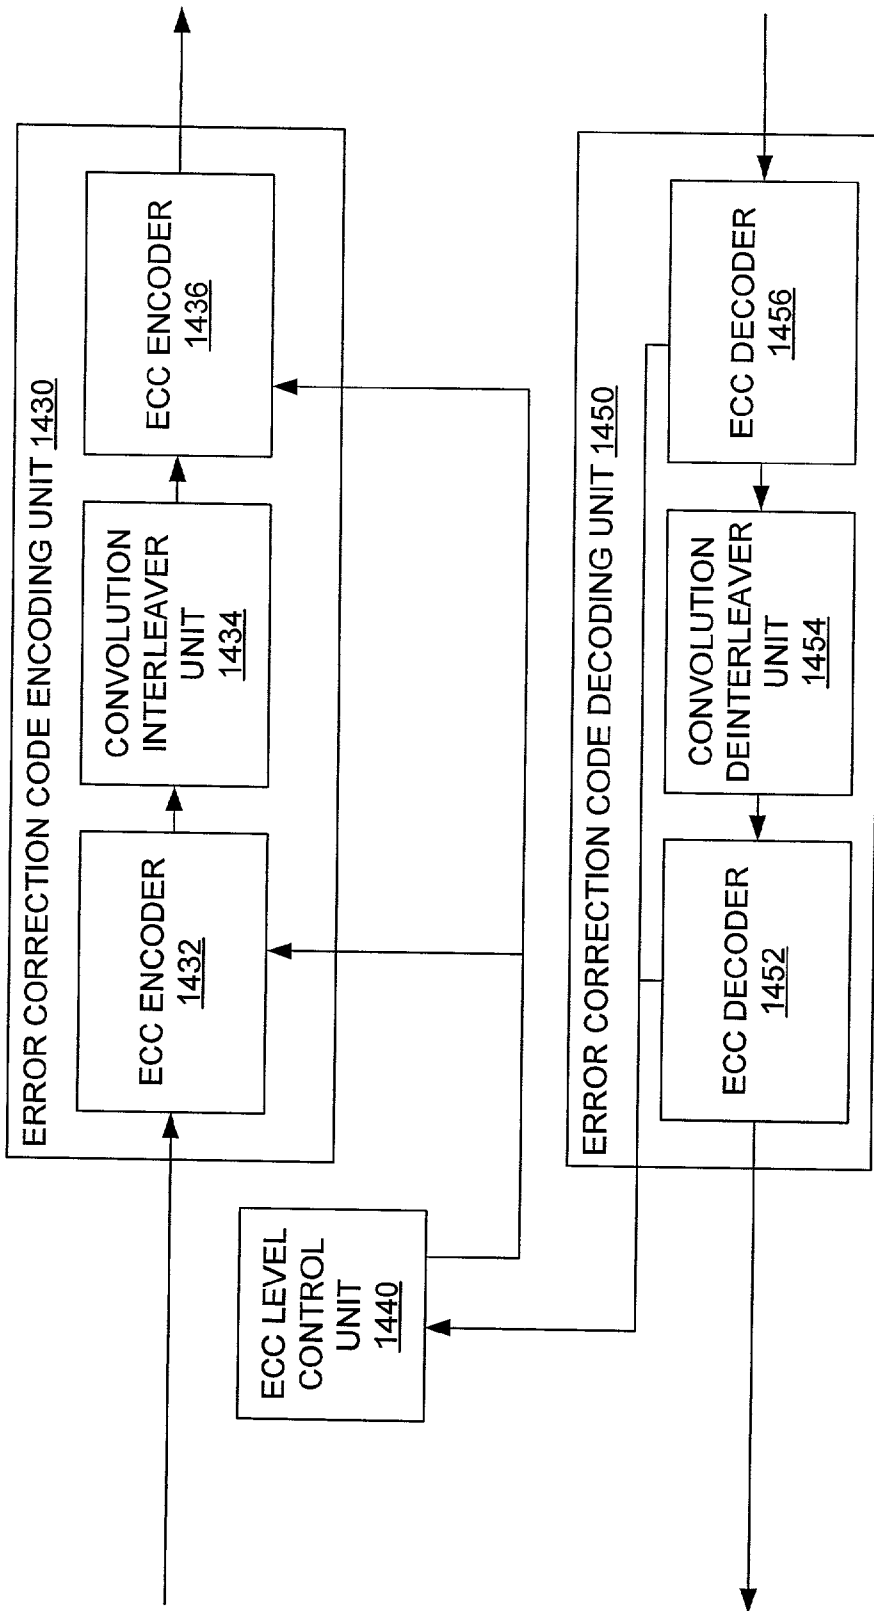 ERROR CORRECTION CODE ENCODING UNIT 1430
ECC ENCODER
1432
CONVOLUTION
INTERLEAVER
UNIT
1434
ECC ENCODER
1436
ECC LEVEL
CONTROL
UNIT
1440
ERROR CORRECTION CODE DECODING UNIT 1450
ECC DECODER
1452
CONVOLUTION
DEINTERLEAVER
UNIT
1454
ECC DECODER
1456